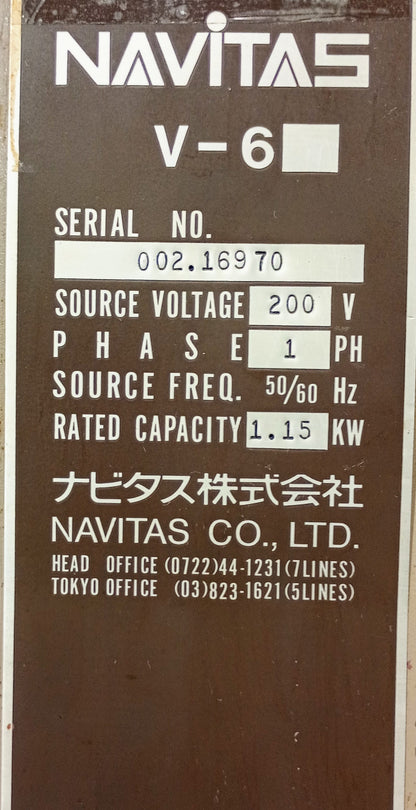 NAVITAS
V-6
SERIAL NO.
002.16970
SOURCE VOLTAGE 200 V
PHASE 1 PH
SOURCE FREQ. 50/60 Hz
RATED CAPACITY 1.15 KW
ナビタス株式会社
NAVITAS CO., LTD.
HEAD OFFICE (0722)44-1231(7LINES)
TOKYO OFFICE (03)823-1621(5LINES)